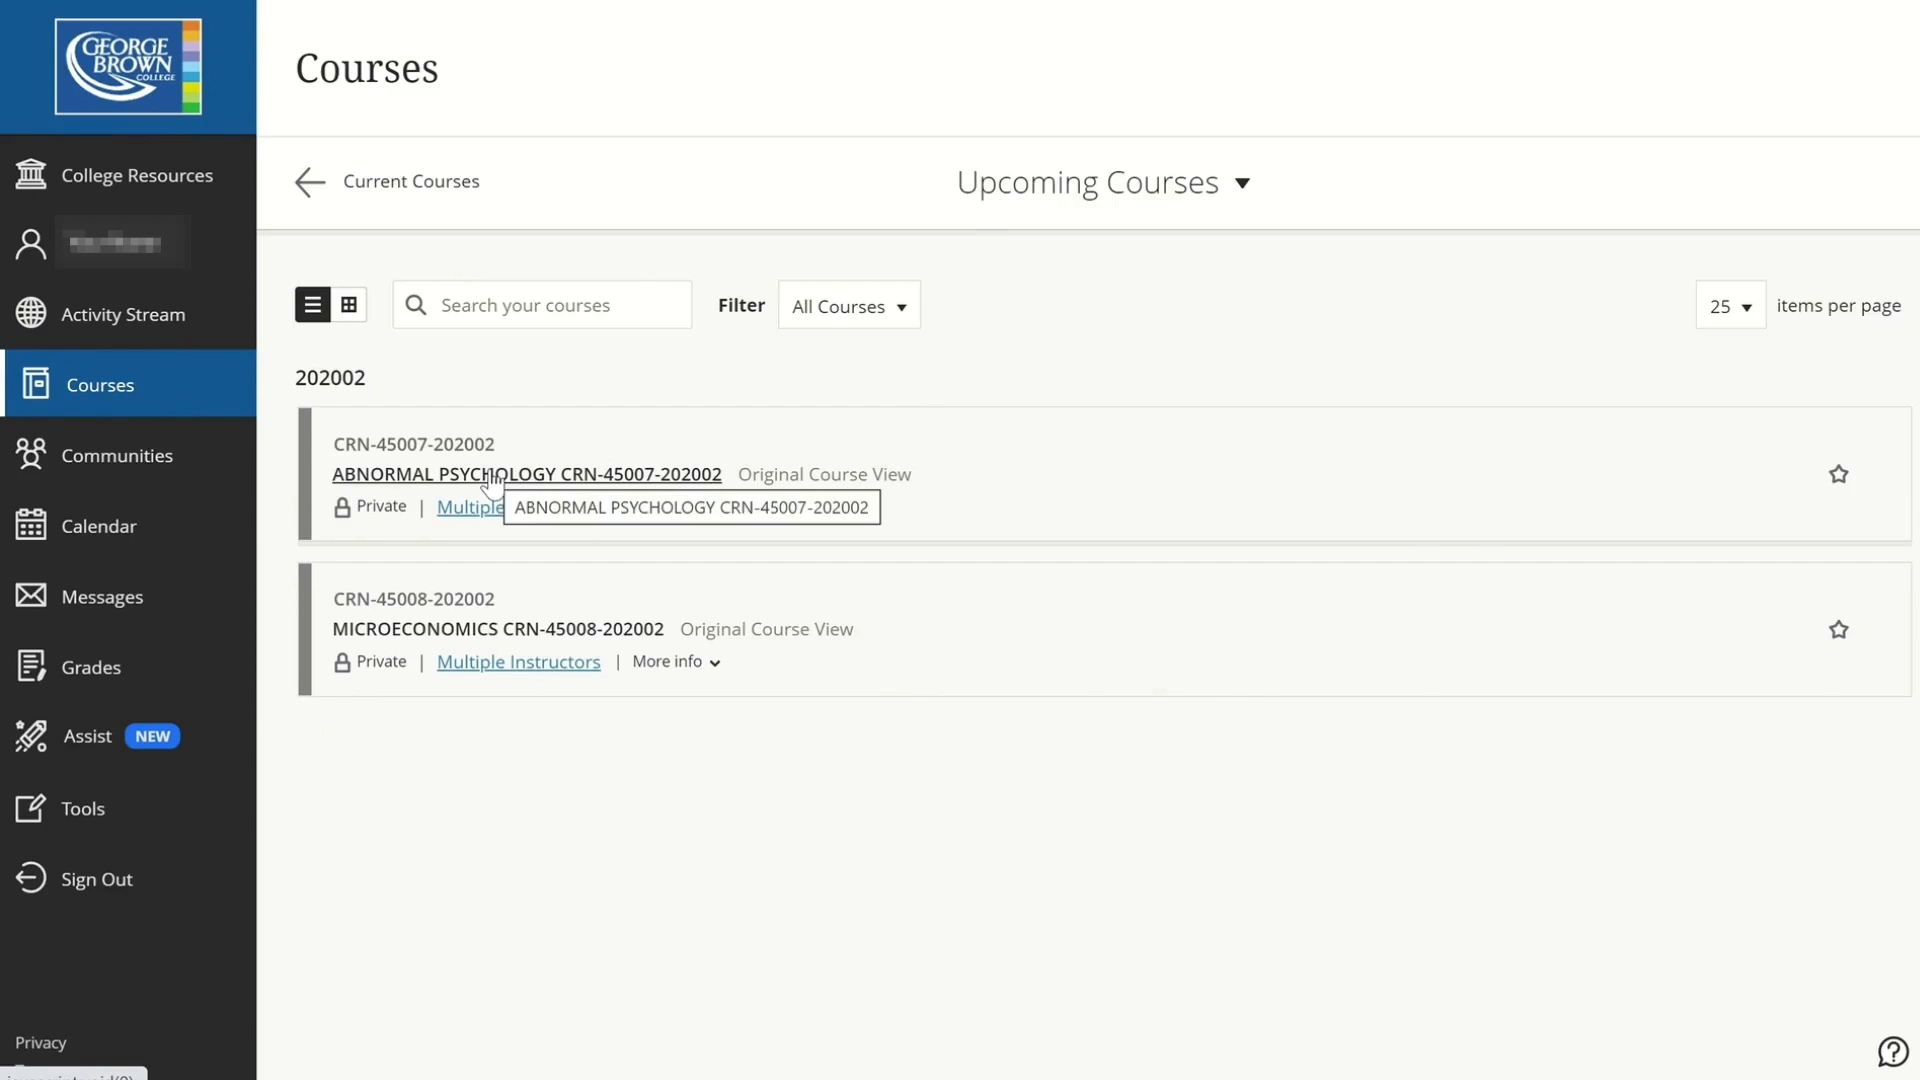 GEORGE
BROWN
COLLEGE
Courses
College Resources
Activity Stream
Courses
Communities
Calendar
Messages
Grades
Assist NEW
Tools
Sign Out
Privacy
Current Courses
Upcoming Courses
Search your courses
Filter All Courses
25 items per page
202002
CRN-45007-202002
ABNORMAL PSYCHOLOGY CRN-45007-202002 Original Course View
Private | Multiple
ABNORMAL PSYCHOLOGY CRN-45007-202002
CRN-45008-202002
MICROECONOMICS CRN-45008-202002 Original Course View
Private | Multiple Instructors | More info